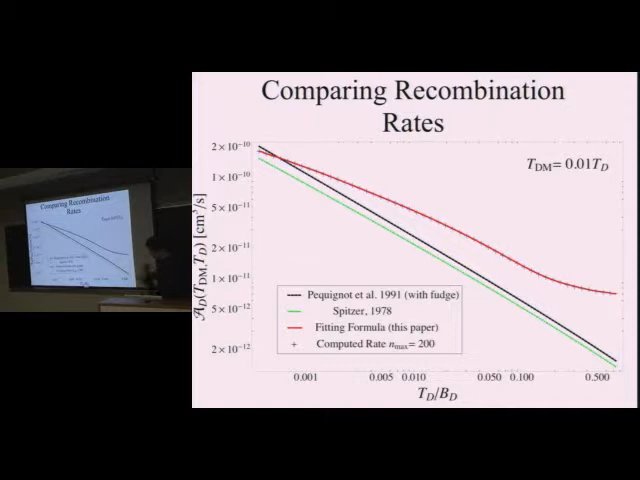 Comparing Recombination
Rates
T_DM = 0.01T_D
2×10⁻¹⁰
1×10⁻¹⁰
5×10⁻¹¹
2×10⁻¹¹
1×10⁻¹¹
5×10⁻¹²
2×10⁻¹²
𝒜_D(T_DM,T_D) [cm³/s]
Pequignot et al. 1991 (with fudge)
Spitzer, 1978
Fitting Formula (this paper)
+ Computed Rate n_max= 200
0.001 0.005 0.010 0.050 0.100 0.500
T_D/B_D
Comparing Recombination
Rates